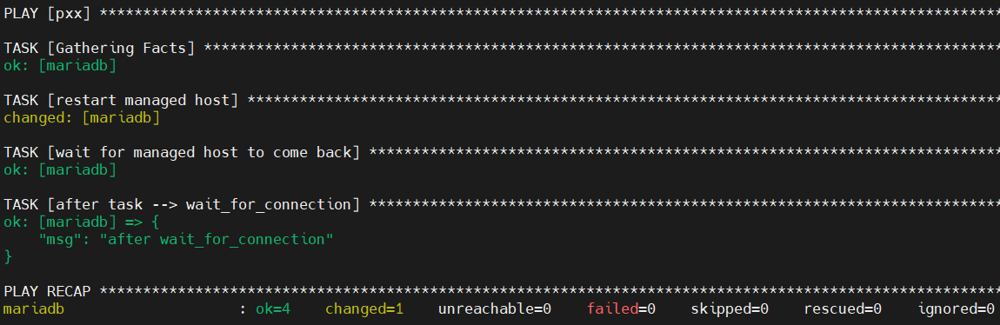 PLAY [pxx] ********************************************************************************************************
TASK [Gathering Facts] ********************************************************************************************
ok: [mariadb]
TASK [restart managed host] ***************************************************************************************
changed: [mariadb]
TASK [wait for managed host to come back] *************************************************************************
ok: [mariadb]
TASK [after task --> wait_for_connection] *************************************************************************
ok: [mariadb] => {
    "msg": "after wait_for_connection"
}
PLAY RECAP ********************************************************************************************************
mariadb                    : ok=4    changed=1    unreachable=0    failed=0    skipped=0    rescued=0    ignored=0